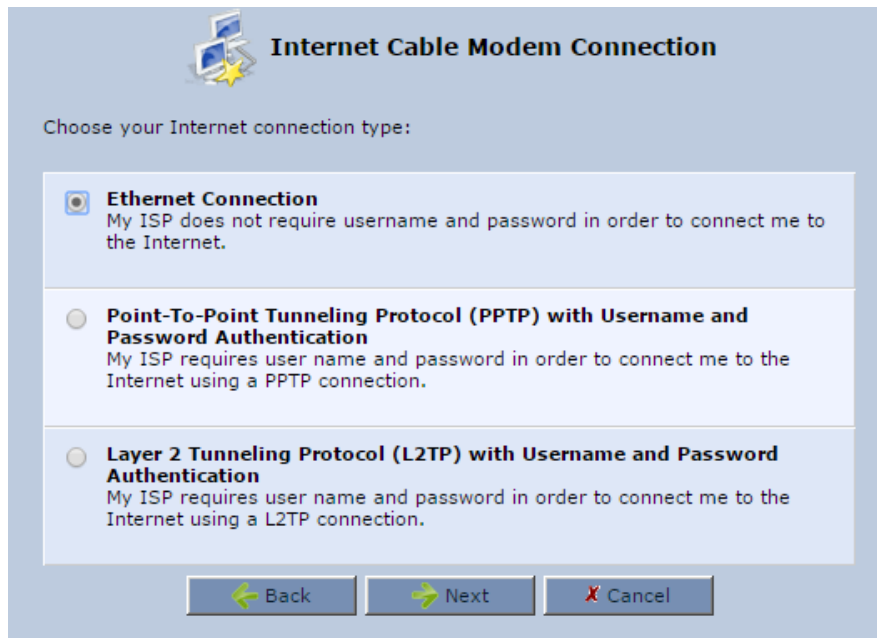 Internet Cable Modem Connection
Choose your Internet connection type:
Ethernet Connection
My ISP does not require username and password in order to connect me to
the Internet.
Point-To-Point Tunneling Protocol (PPTP) with Username and
Password Authentication
My ISP requires user name and password in order to connect me to the
Internet using a PPTP connection.
Layer 2 Tunneling Protocol (L2TP) with Username and Password
Authentication
My ISP requires user name and password in order to connect me to the
Internet using a L2TP connection.
Back Next Cancel